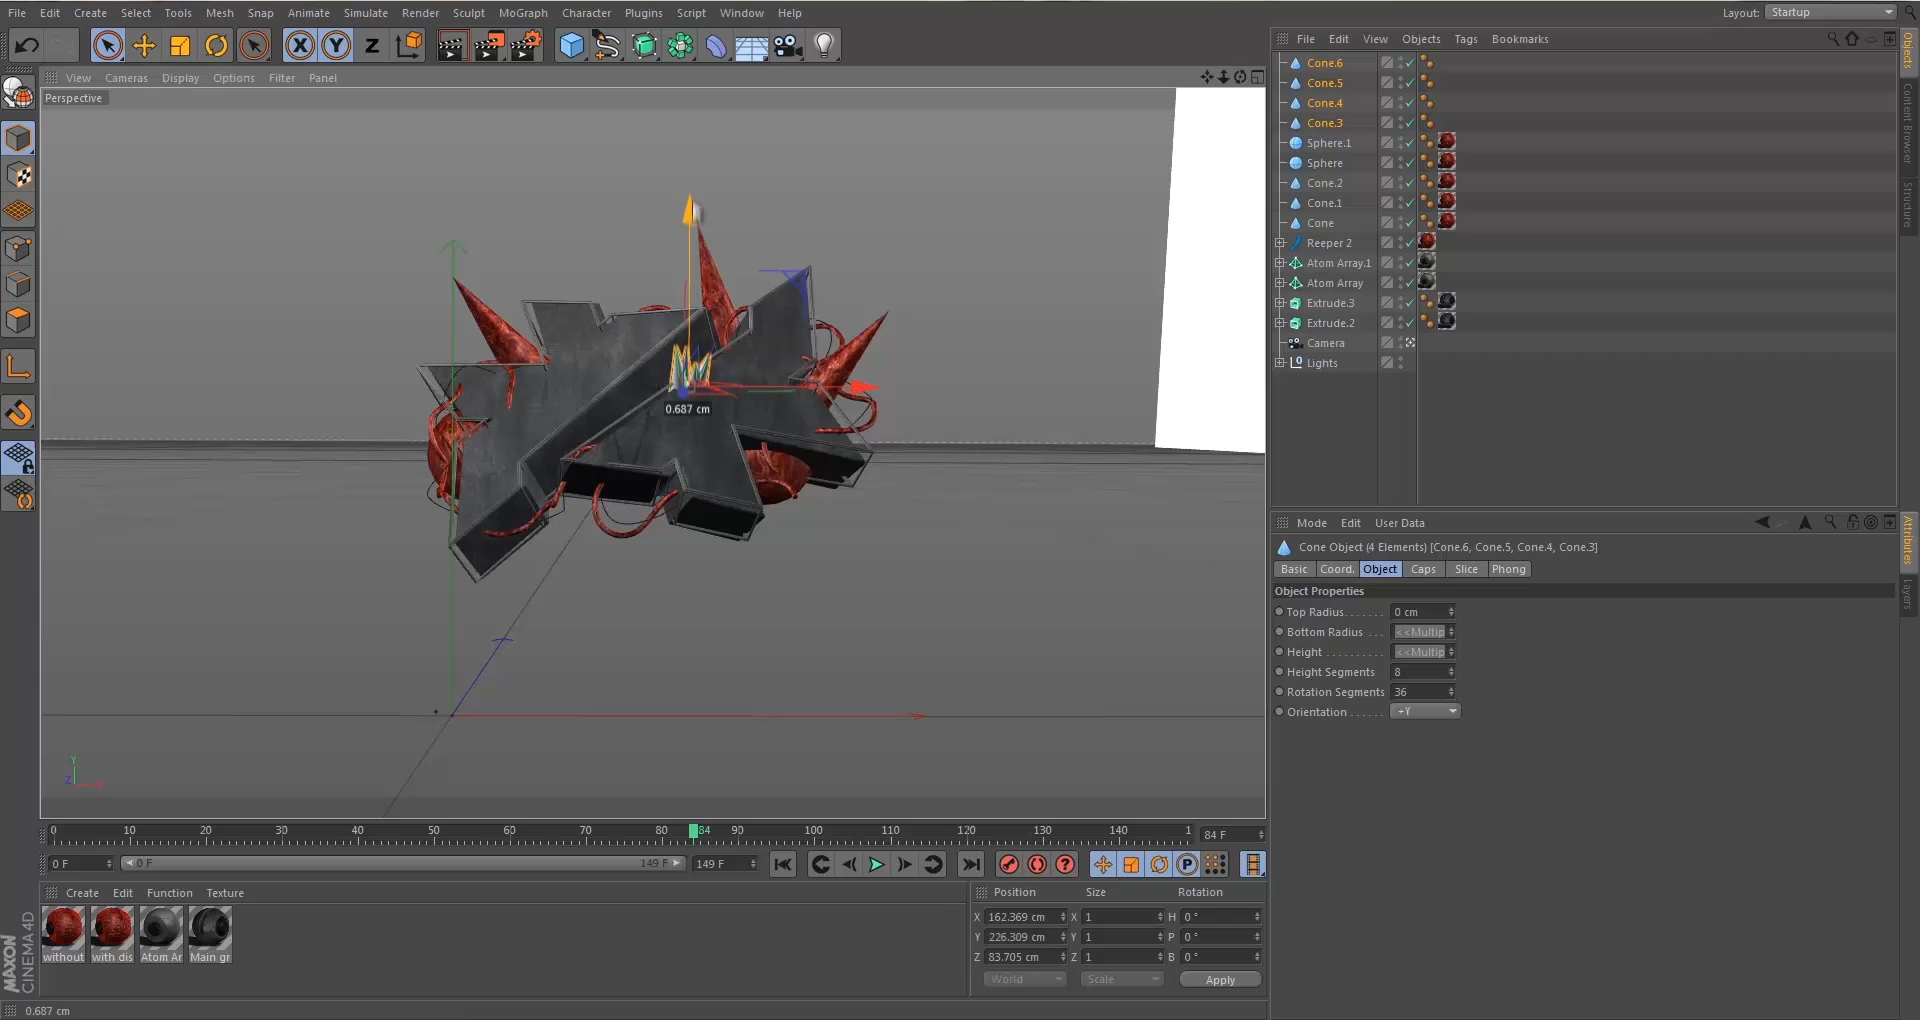 File Edit Create Select Tools Mesh Snap Animate Simulate Render Sculpt MoGraph Character Plugins Script Window Help
Layout: Startup
X Y Z
View Cameras Display Options Filter Panel
Perspective
0.687 cm
Y
Z
X
0 10 20 30 40 50 60 70 80 84 90 100 110 120 130 140 1
84 F
0 F 0 F 149 F 149 F
P
Create Edit Function Texture
without with dis Atom Ar Main gr
MAXON
CINEMA 4D
Position Size Rotation
X 162.369 cm X 1 H 0 °
Y 226.309 cm Y 1 P 0 °
Z 83.705 cm Z 1 B 0 °
World Scale Apply
0.687 cm
File Edit View Objects Tags Bookmarks
Cone.6
Cone.5
Cone.4
Cone.3
Sphere.1
Sphere
Cone.2
Cone.1
Cone
Reeper 2
Atom Array.1
Atom Array
Extrude.3
Extrude.2
Camera
Lights
Objects
Content Browser
Structure
Mode Edit User Data
Cone Object (4 Elements) [Cone.6, Cone.5, Cone.4, Cone.3]
Basic Coord. Object Caps Slice Phong
Object Properties
Top Radius. . . . . . . 0 cm
Bottom Radius . . . <<Multip
Height . . . . . . . . . . <<Multip
Height Segments 8
Rotation Segments 36
Orientation . . . . . . +Y
Attributes
Layers